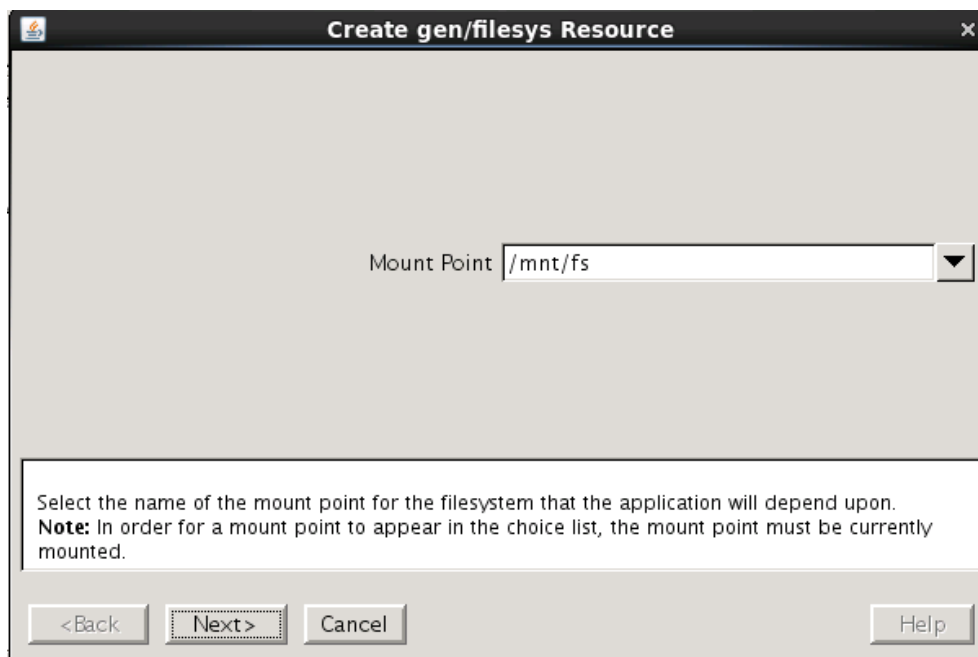 Create gen/filesys Resource
Mount Point /mnt/fs
Select the name of the mount point for the filesystem that the application will depend upon.
Note: In order for a mount point to appear in the choice list, the mount point must be currently
mounted.
<Back Next> Cancel Help